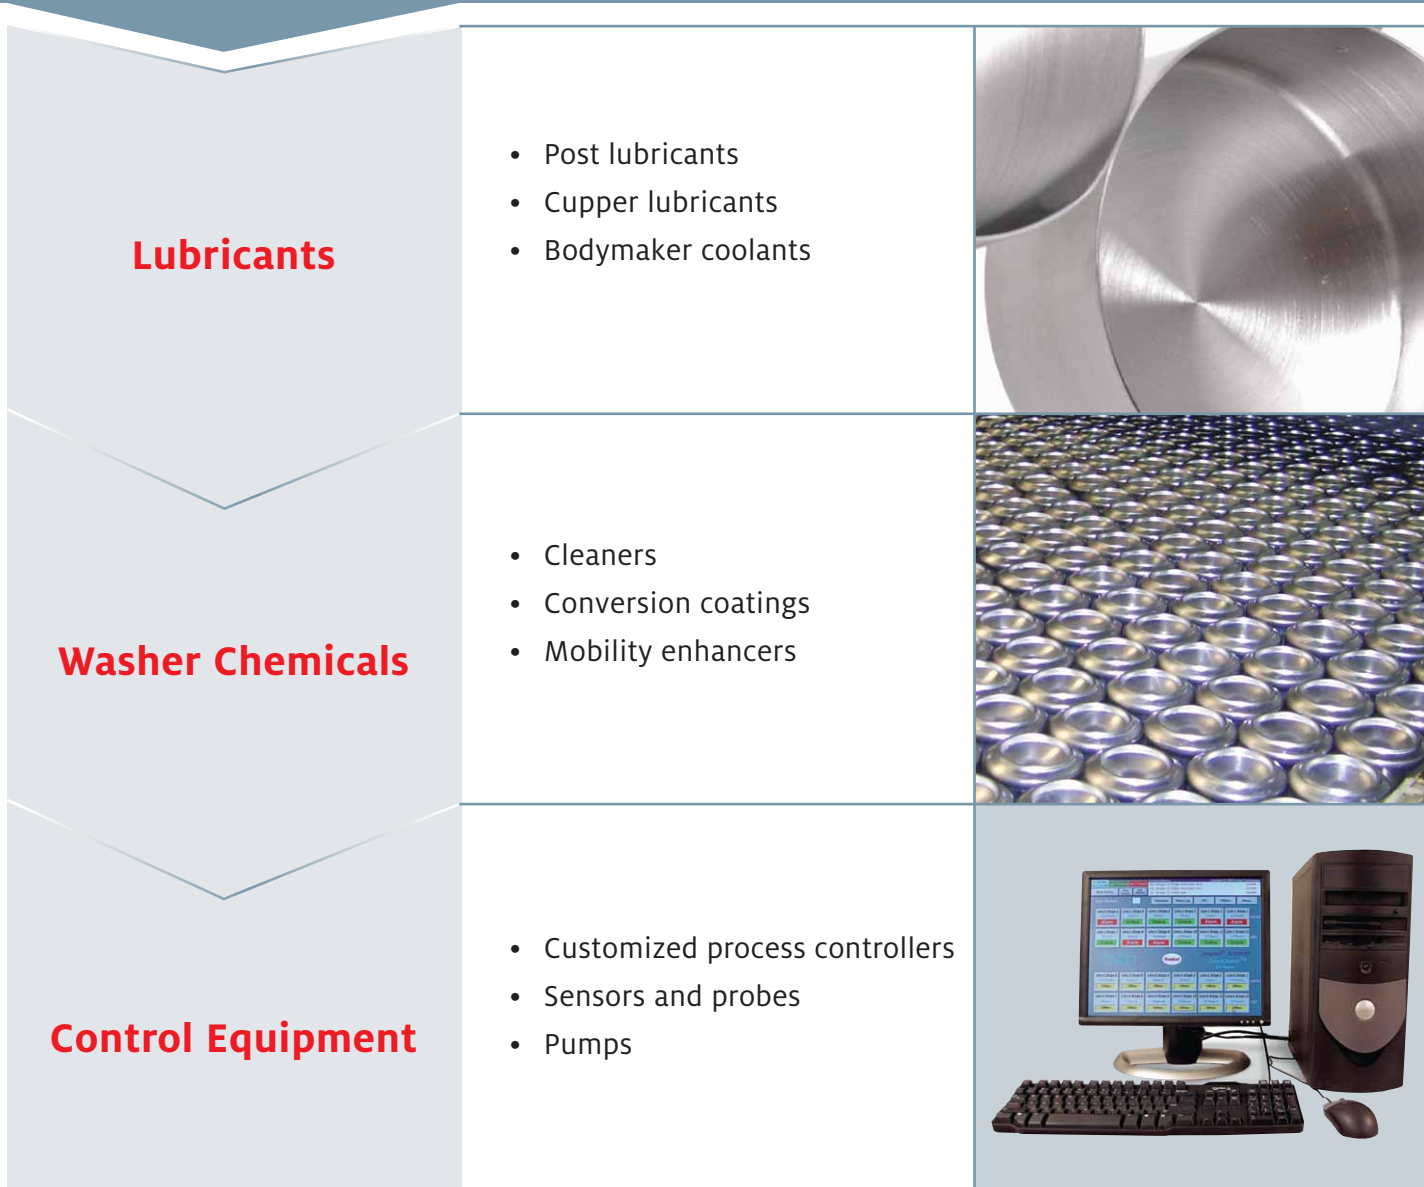 Lubricants
• Post lubricants
• Cupper lubricants
• Bodymaker coolants
Washer Chemicals
• Cleaners
• Conversion coatings
• Mobility enhancers
Control Equipment
• Customized process controllers
• Sensors and probes
• Pumps
Henkel